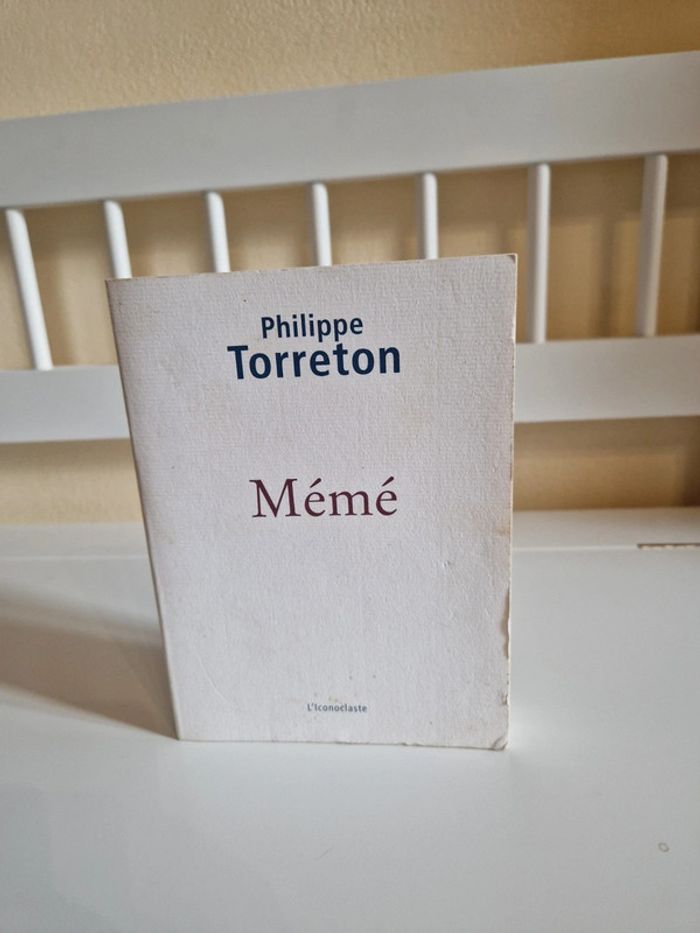 Philippe
Torreton
Mémé
L'Iconoclaste